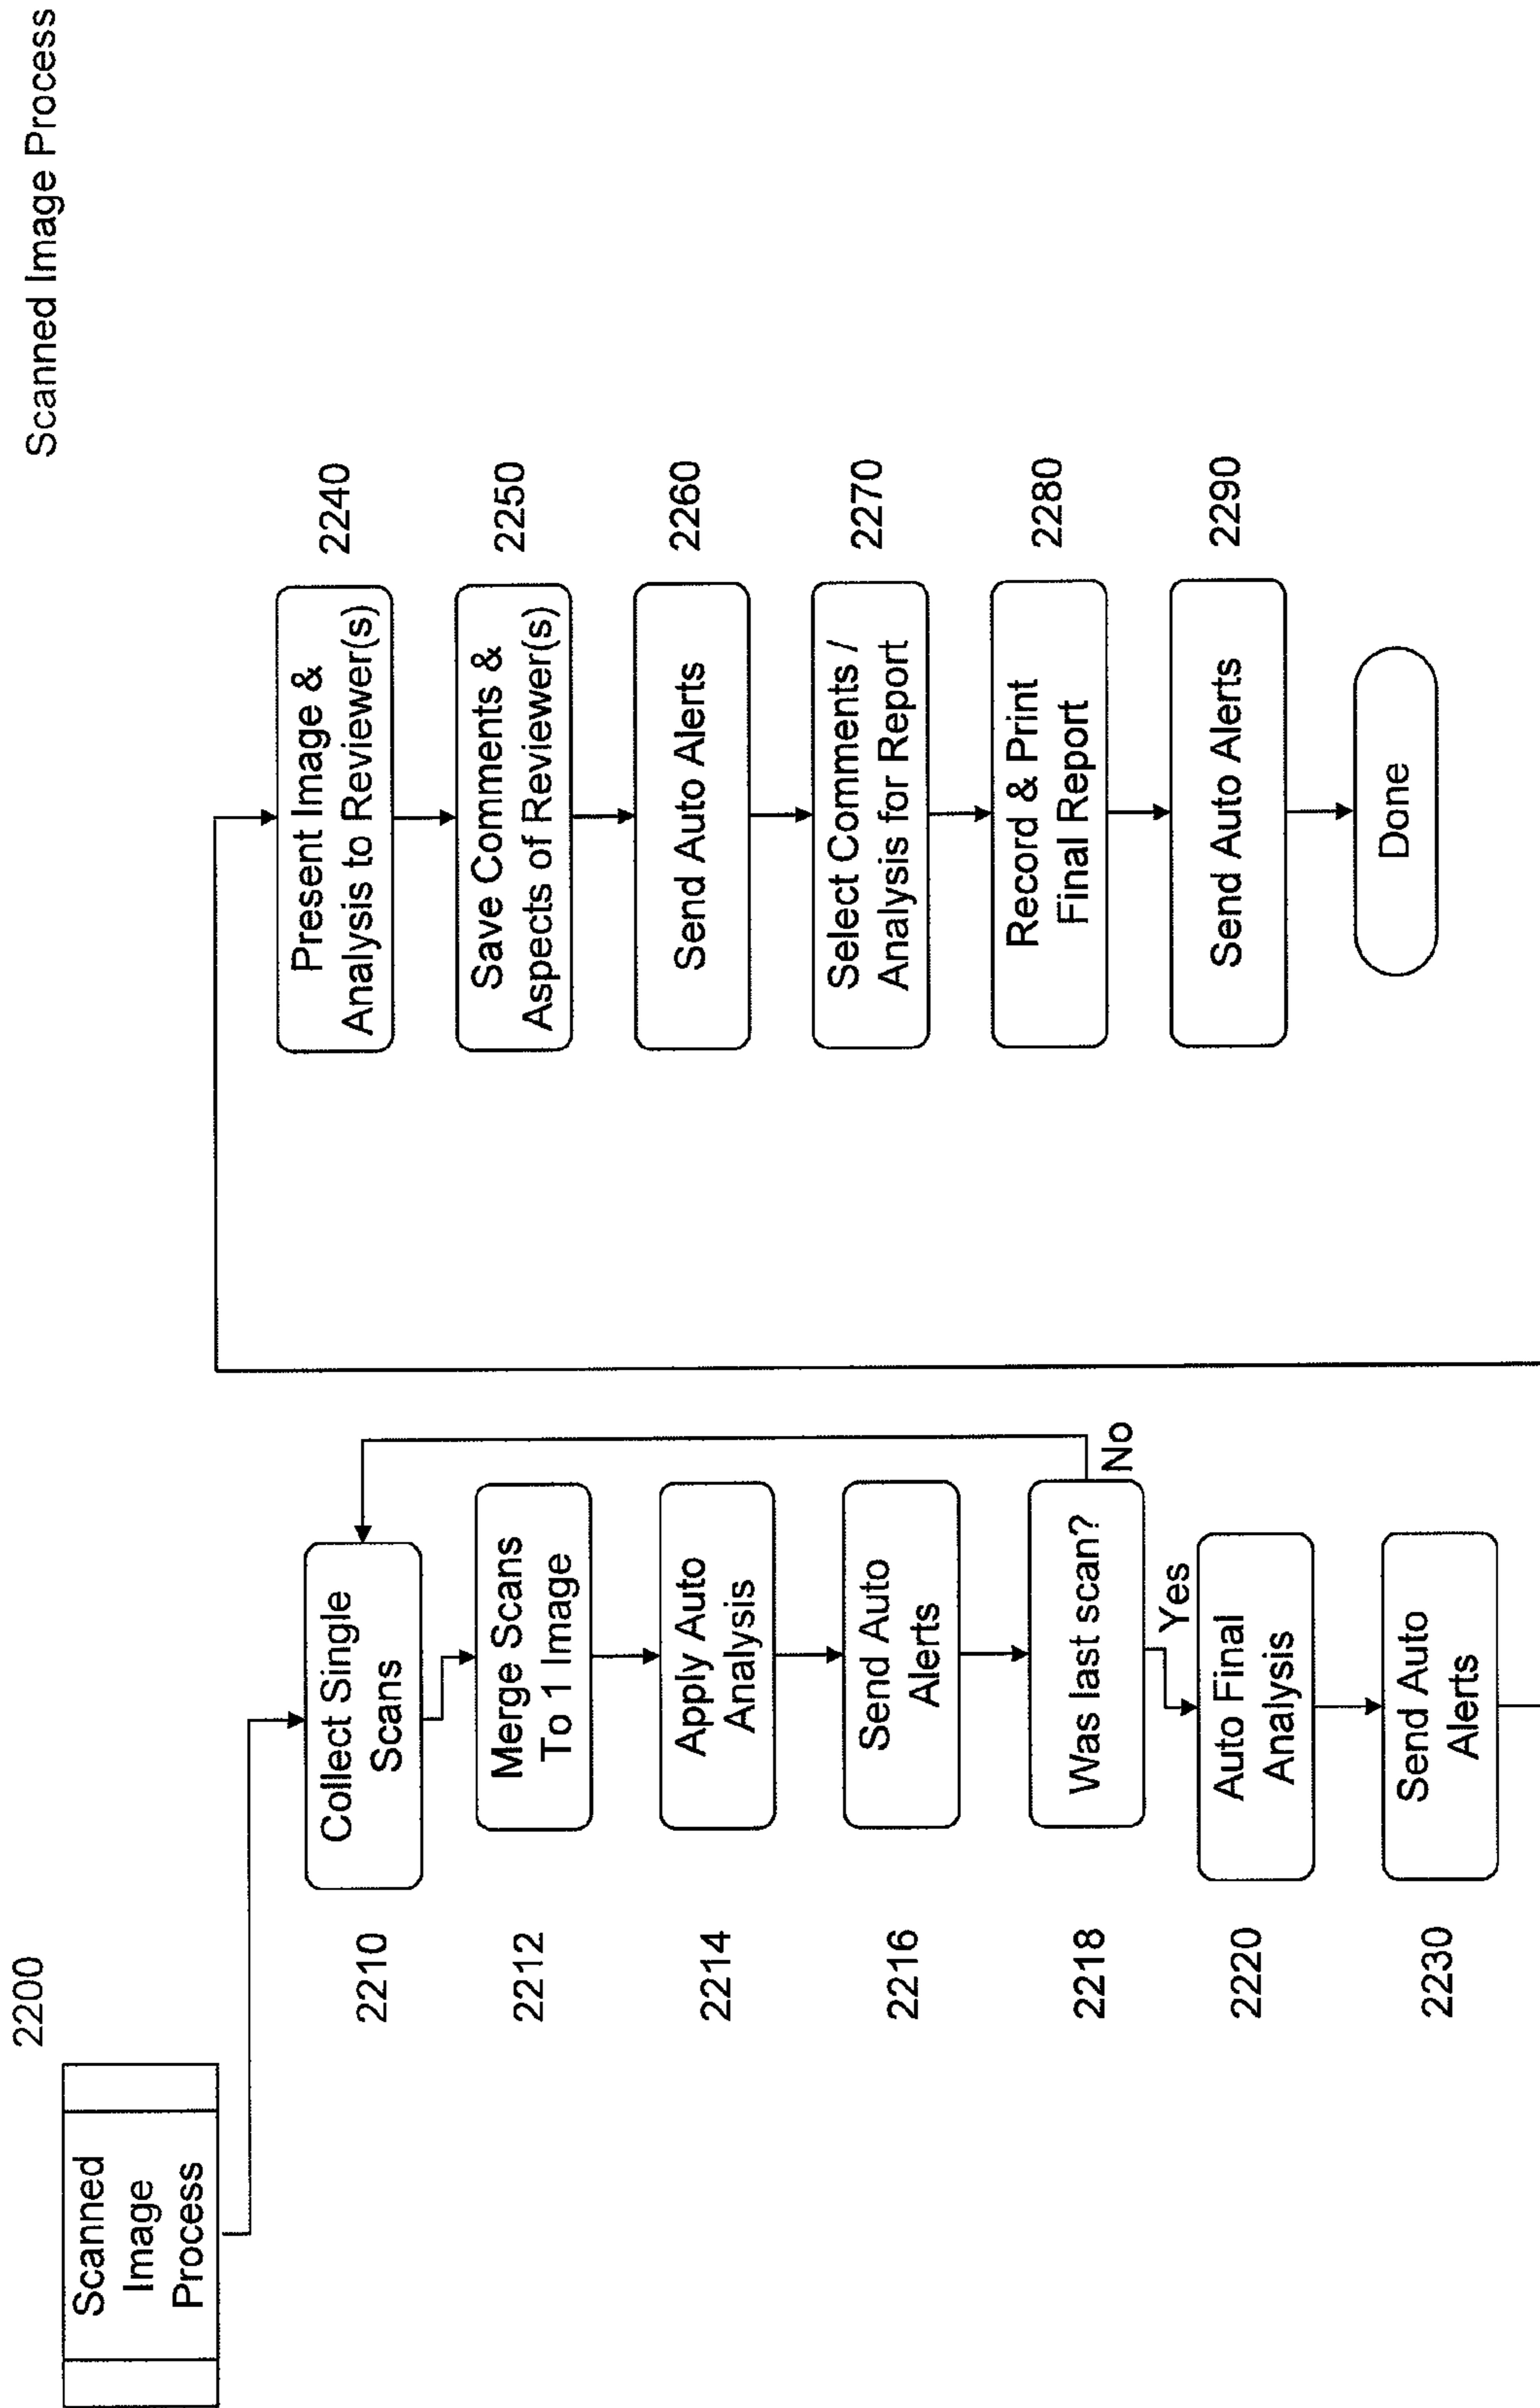 Scanned Image Process
2200
Scanned
Image
Process
2210
Collect Single
Scans
2212
Merge Scans
To 1 Image
2214
Apply Auto
Analysis
2216
Send Auto
Alerts
2218
Was last scan?
No
Yes
2220
Auto Final
Analysis
2230
Send Auto
Alerts
Present Image &
Analysis to Reviewer(s)
2240
Save Comments &
Aspects of Reviewer(s)
2250
Send Auto Alerts
2260
Select Comments /
Analysis for Report
2270
Record & Print
Final Report
2280
Send Auto Alerts
2290
Done